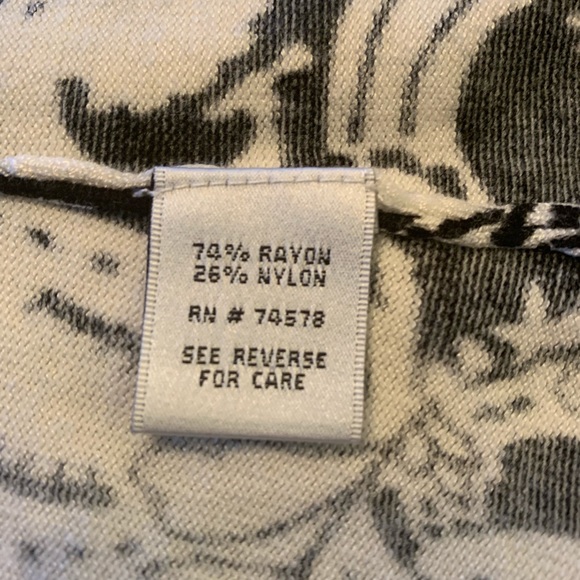 74% RAYON
26% NYLON
RN # 74578
SEE REVERSE
FOR CARE